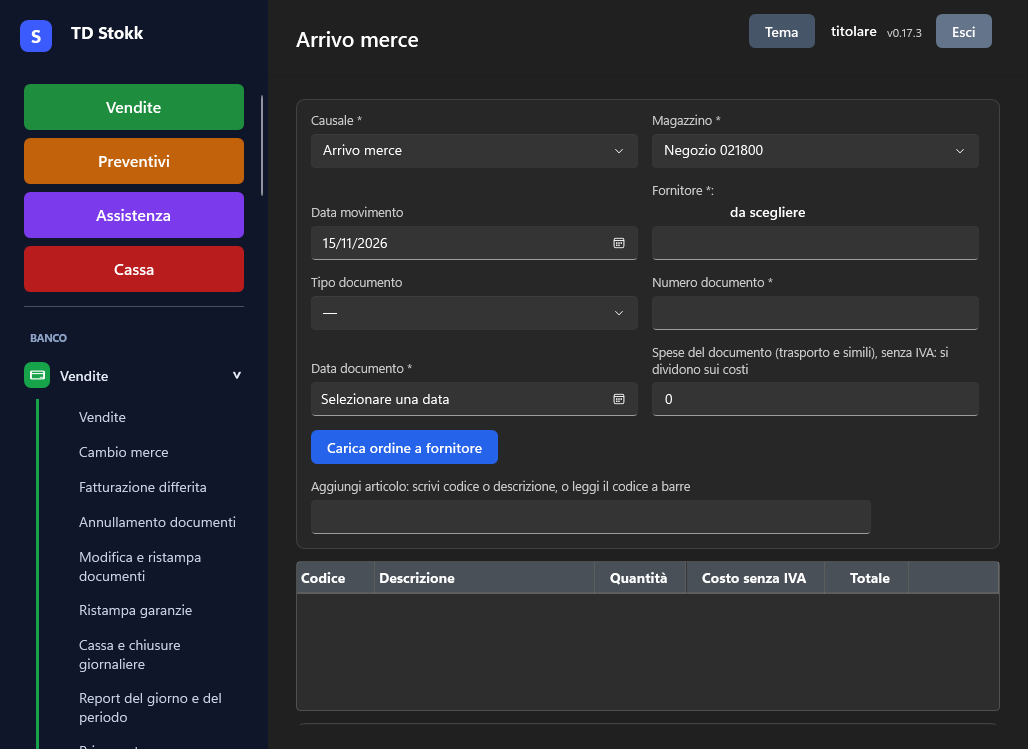 S
TD Stokk
Vendite
Preventivi
Assistenza
Cassa
BANCO
Vendite
Vendite
Cambio merce
Fatturazione differita
Annullamento documenti
Modifica e ristampa
documenti
Ristampa garanzie
Cassa e chiusure
giornaliere
Report del giorno e del
periodo
Arrivo merce
Tema
titolare
v0.17.3
Esci
Causale *
Magazzino *
Arrivo merce
Negozio 021800
Fornitore *:
Data movimento
da scegliere
15/11/2026
Tipo documento
Numero documento *
—
Spese del documento (trasporto e simili), senza IVA: si
dividono sui costi
Data documento *
Selezionare una data
0
Carica ordine a fornitore
Aggiungi articolo: scrivi codice o descrizione, o leggi il codice a barre
Codice
Descrizione
Quantità
Costo senza IVA
Totale